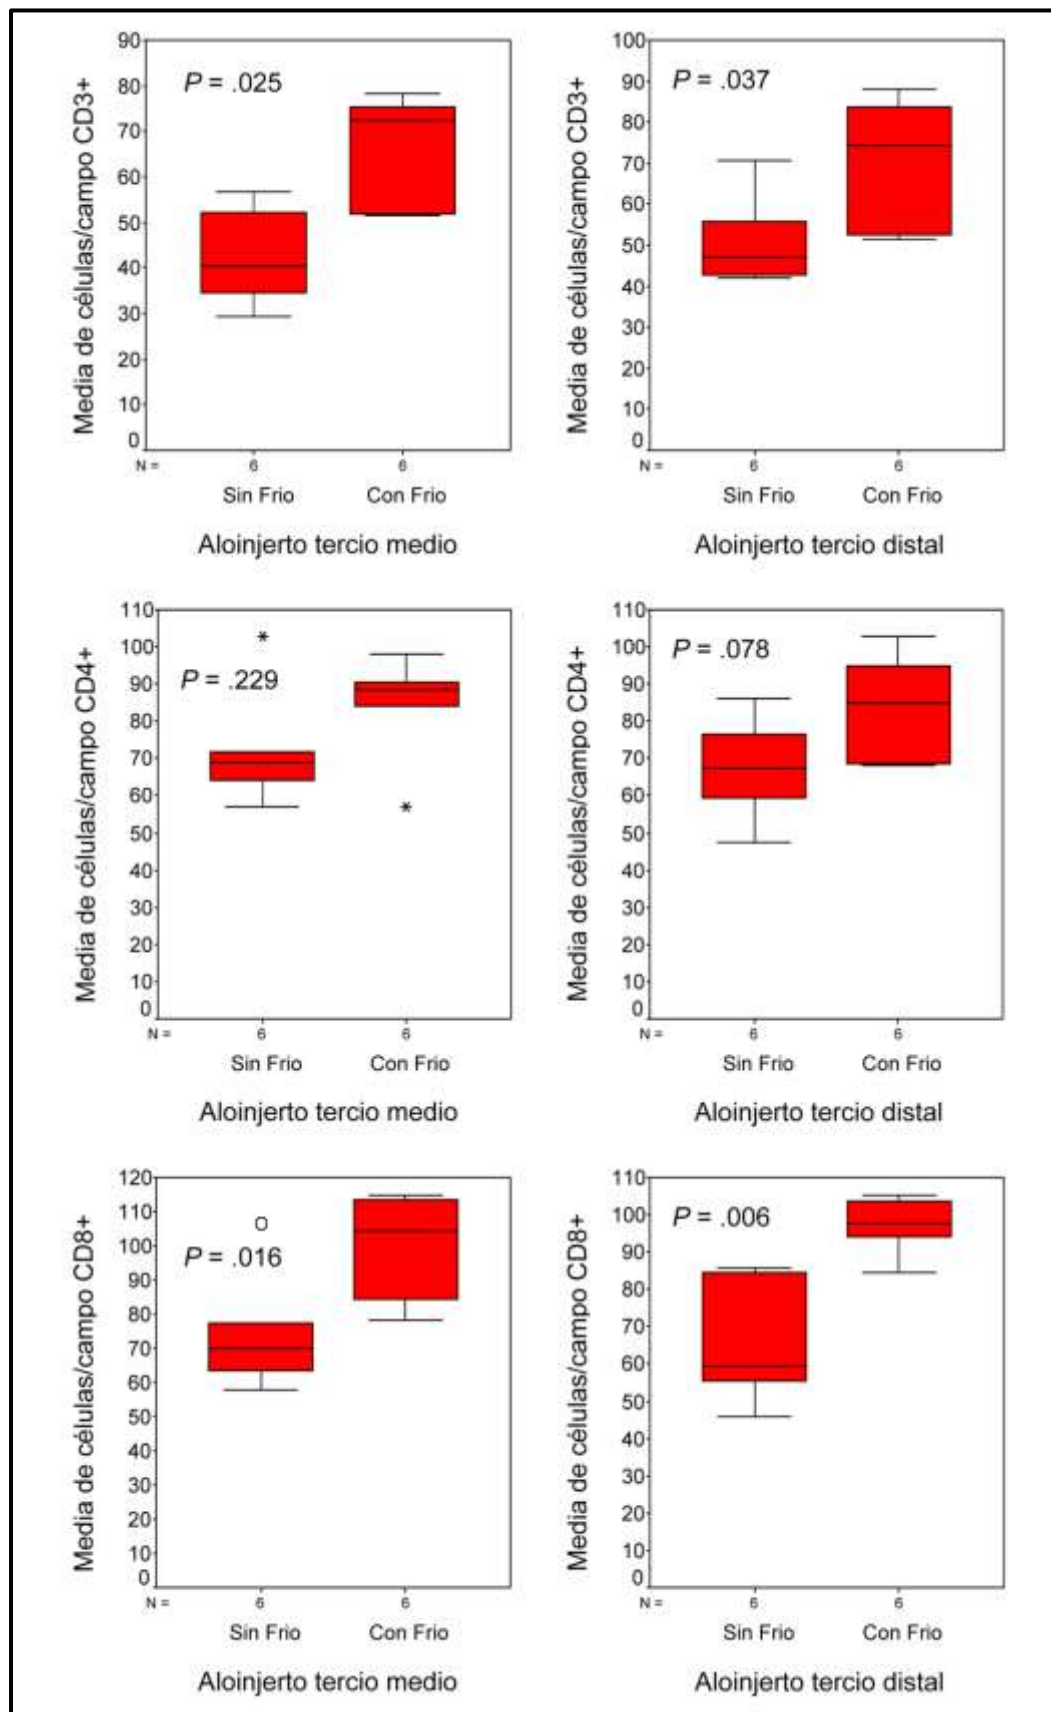 Media de células/campo CD3+
90
80
70
60
50
40
30
20
10
0
P = .025
N =
6
6
Sin Frio
Con Frio
Aloinjerto tercio medio
Media de células/campo CD3+
100
90
80
70
60
50
40
30
20
10
0
P = .037
N =
6
6
Sin Frio
Con Frio
Aloinjerto tercio distal
Media de células/campo CD4+
110
100
90
80
70
60
50
40
30
20
10
0
P = .229
N =
6
6
Sin Frio
Con Frio
Aloinjerto tercio medio
Media de células/campo CD4+
110
100
90
80
70
60
50
40
30
20
10
0
P = .078
N =
6
6
Sin Frio
Con Frio
Aloinjerto tercio distal
Media de células/campo CD8+
120
110
100
90
80
70
60
50
40
30
20
10
0
P = .016
N =
6
6
Sin Frio
Con Frio
Aloinjerto tercio medio
Media de células/campo CD8+
110
100
90
80
70
60
50
40
30
20
10
0
P = .006
N =
6
6
Sin Frio
Con Frio
Aloinjerto tercio distal